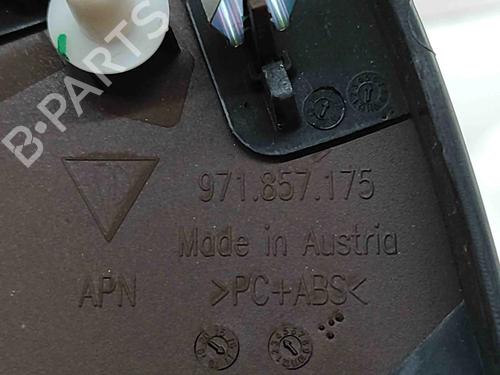 B-PARTS
971.857.175
Made in Austria
APN >PC+ABS<